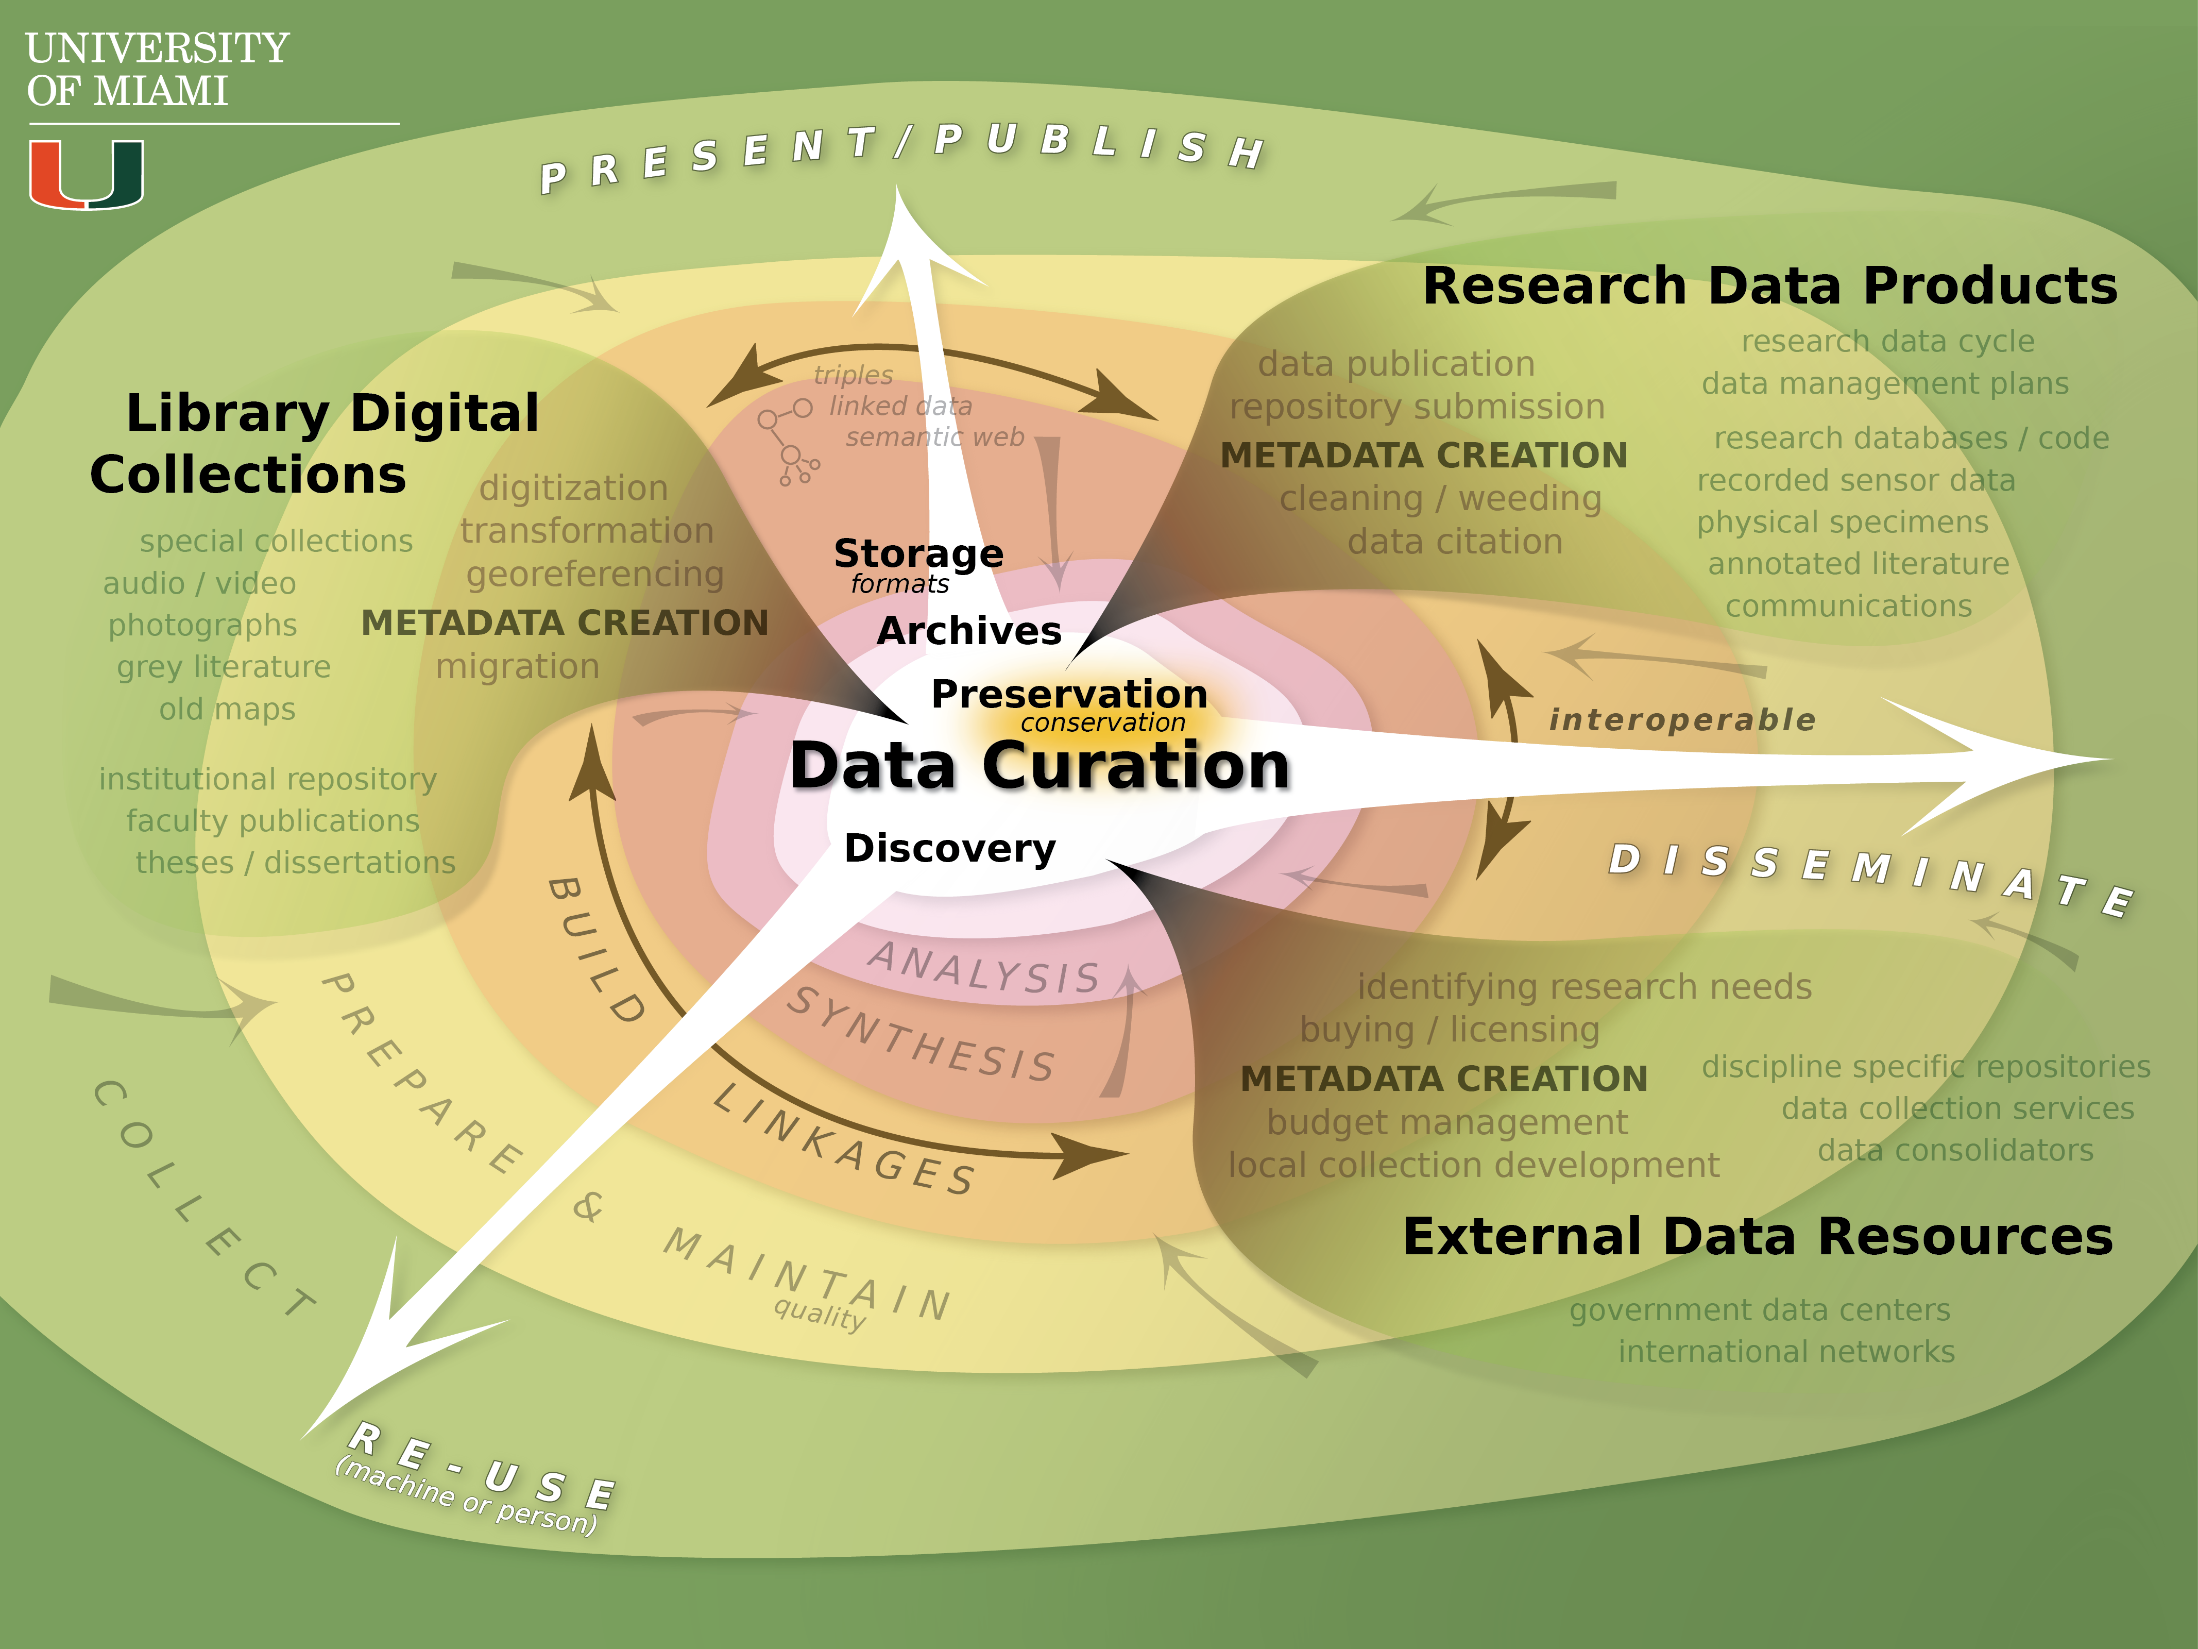 UNIVERSITY
OF MIAMI
PRESENT/PUBLISH
Library Digital
Collections
special collections
audio / video
photographs
grey literature
old maps
institutional repository
faculty publications
theses / dissertations
digitization
transformation
georeferencing
METADATA CREATION
migration
triples
linked data
semantic web
Research Data Products
research data cycle
data management plans
research databases / code
recorded sensor data
physical specimens
annotated literature
communications
data publication
repository submission
METADATA CREATION
cleaning / weeding
data citation
Storage
formats
Archives
Preservation
conservation
Data Curation
Discovery
interoperable
DISSEMINATE
ANALYSIS
SYNTHESIS
BUILD
LINKAGES
PREPARE & MAINTAIN
quality
COLLECT
identifying research needs
buying / licensing
METADATA CREATION
budget management
local collection development
discipline specific repositories
data collection services
data consolidators
External Data Resources
government data centers
international networks
RE-USE
(machine or person)